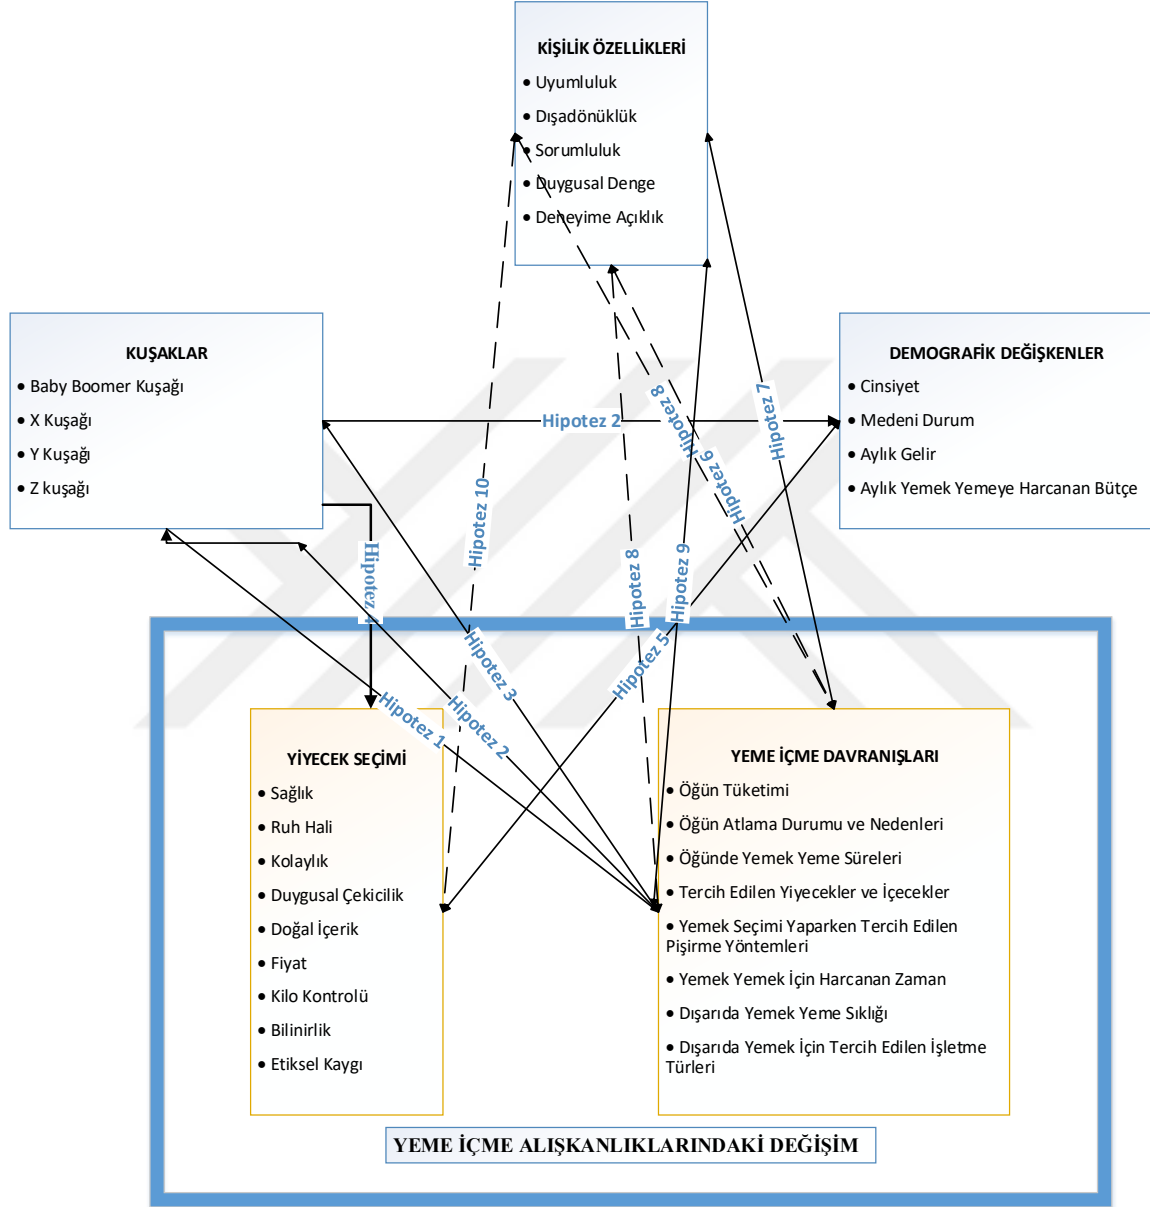 KİŞİLİK ÖZELLİKLERİ
• Uyumluluk
• Dışadönüklük
• Sorumluluk
• Duygusal Denge
• Deneyime Açıklık
KUŞAKLAR
• Baby Boomer Kuşağı
• X Kuşağı
• Y Kuşağı
• Z kuşağı
DEMOGRAFİK DEĞİŞKENLER
• Cinsiyet
• Medeni Durum
• Aylık Gelir
• Aylık Yemek Yemeye Harcanan Bütçe
Hipotez 2
Hipotez 8
Hipotez 6
Hipotez 7
Hipotez 10
Hipotez 4
Hipotez 8
Hipotez 9
Hipotez 3
Hipotez 5
Hipotez 1
Hipotez 2
YİYECEK SEÇİMİ
• Sağlık
• Ruh Hali
• Kolaylık
• Duygusal Çekicilik
• Doğal İçerik
• Fiyat
• Kilo Kontrolü
• Bilinirlik
• Etiksel Kaygı
YEME İÇME DAVRANIŞLARI
• Öğün Tüketimi
• Öğün Atlama Durumu ve Nedenleri
• Öğünde Yemek Yeme Süreleri
• Tercih Edilen Yiyecekler ve İçecekler
• Yemek Seçimi Yaparken Tercih Edilen
Pişirme Yöntemleri
• Yemek Yemek İçin Harcanan Zaman
• Dışarıda Yemek Yeme Sıklığı
• Dışarıda Yemek İçin Tercih Edilen İşletme
Türleri
YEME İÇME ALIŞKANLIKLARINDAKİ DEĞİŞİM